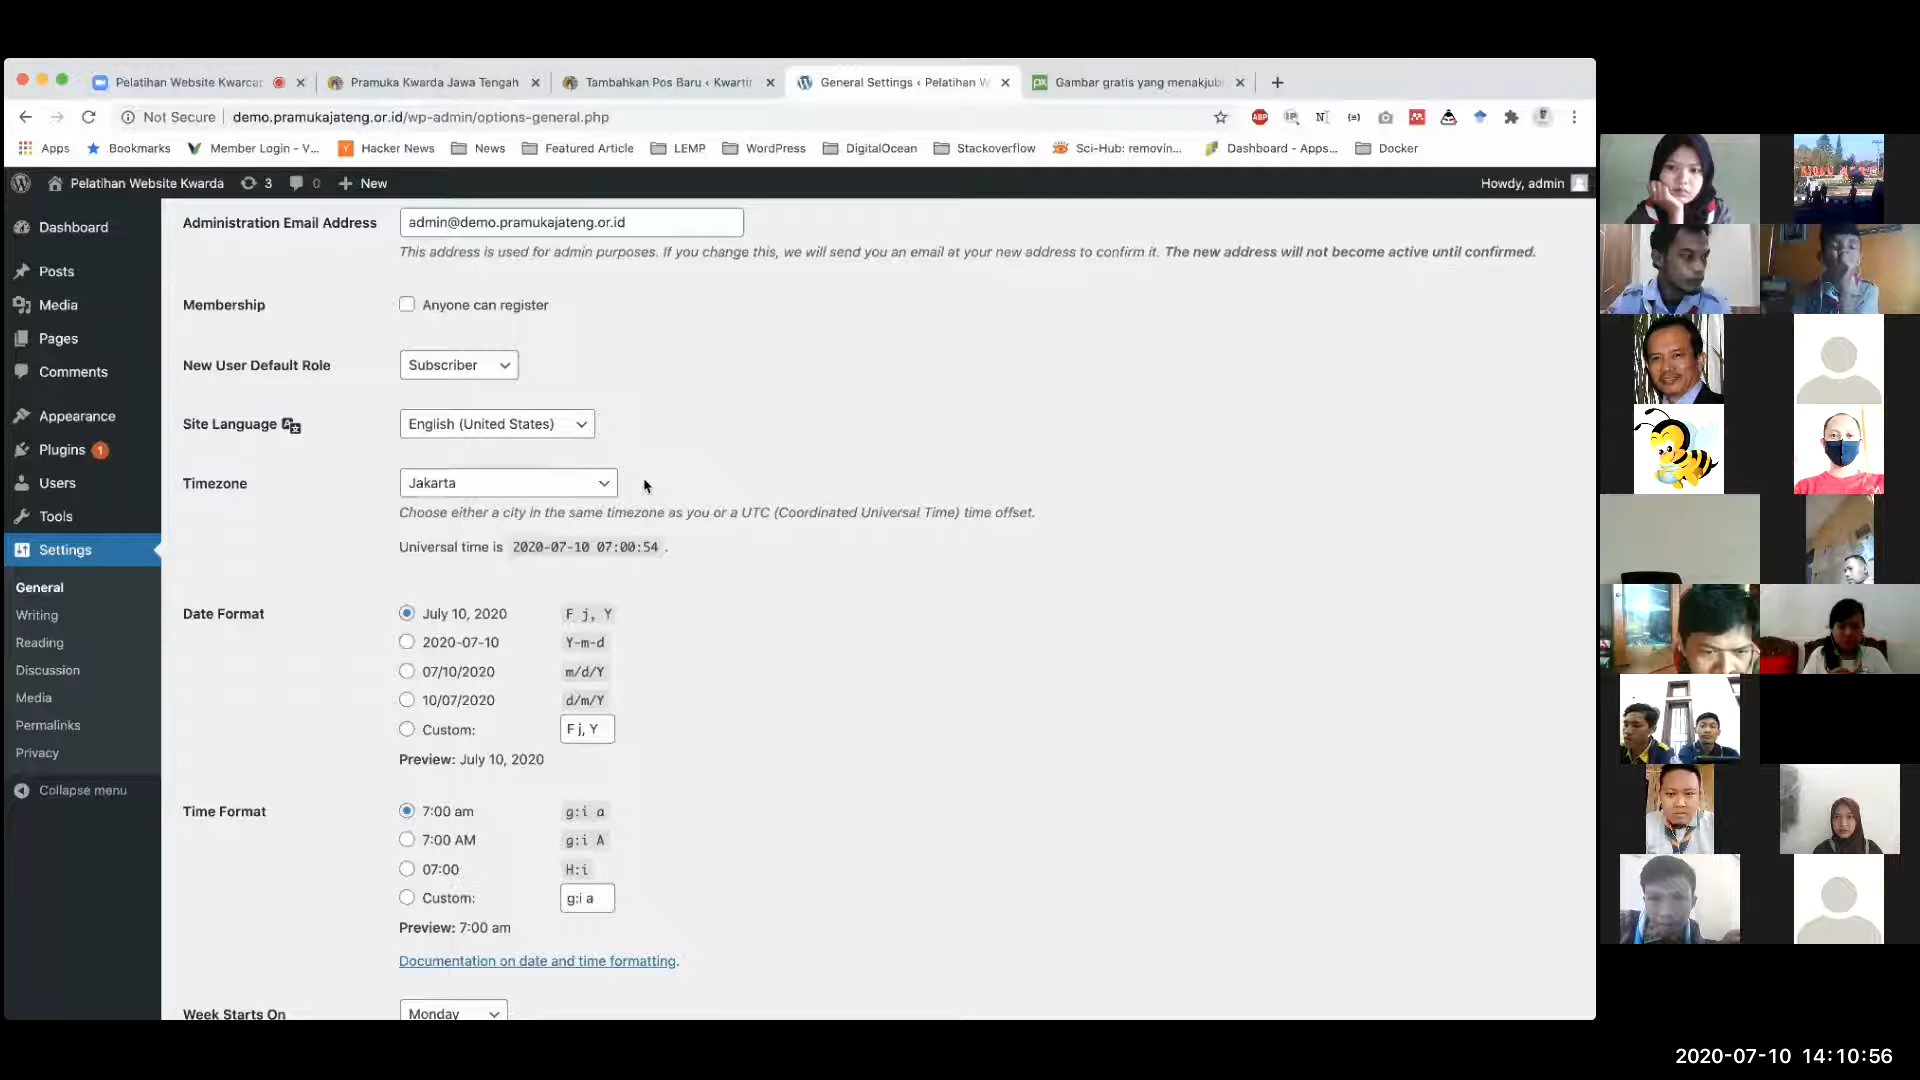 Pelatihan Website Kwarcar
Pramuka Kwarda Jawa Tengah
Tambahkan Pos Baru ‹ Kwartir
General Settings ‹ Pelatihan W
Gambar gratis yang menakjub
Not Secure demo.pramukajateng.or.id/wp-admin/options-general.php
Apps Bookmarks Member Login - V... Hacker News News Featured Article LEMP WordPress DigitalOcean Stackoverflow Sci-Hub: removin... Dashboard - Apps... Docker
Pelatihan Website Kwarda 3 0 New Howdy, admin
Dashboard
Posts
Media
Pages
Comments
Appearance
Plugins 1
Users
Tools
Settings
General
Writing
Reading
Discussion
Media
Permalinks
Privacy
Collapse menu
Administration Email Address admin@demo.pramukajateng.or.id
This address is used for admin purposes. If you change this, we will send you an email at your new address to confirm it. The new address will not become active until confirmed.
Membership Anyone can register
New User Default Role Subscriber
Site Language English (United States)
Timezone Jakarta
Choose either a city in the same timezone as you or a UTC (Coordinated Universal Time) time offset.
Universal time is 2020-07-10 07:00:54 .
Date Format July 10, 2020 F j, Y
2020-07-10 Y-m-d
07/10/2020 m/d/Y
10/07/2020 d/m/Y
Custom: F j, Y
Preview: July 10, 2020
Time Format 7:00 am g:i a
7:00 AM g:i A
07:00 H:i
Custom: g:i a
Preview: 7:00 am
Documentation on date and time formatting.
Week Starts On Monday
2020-07-10 14:10:56